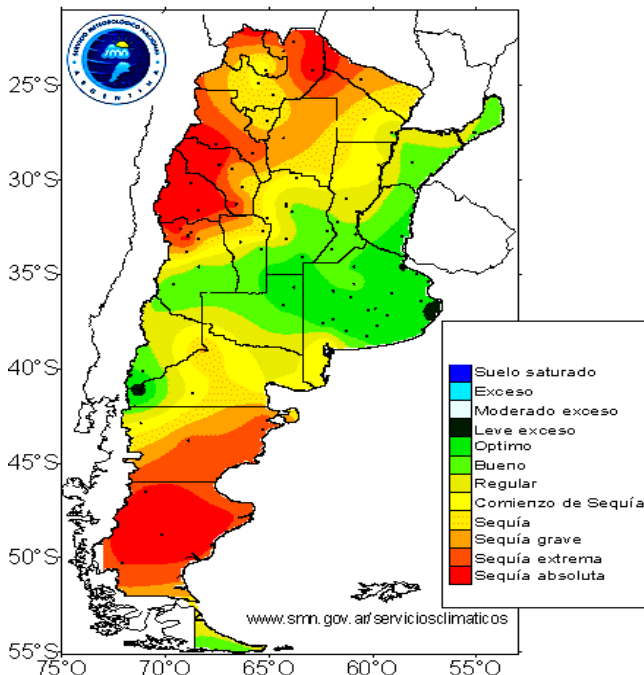 SERVICIO METEOROLÓGICO NACIONAL
smn
ARGENTINA
25°S
30°S
35°S
40°S
45°S
50°S
55°S
75°O
70°O
65°O
60°O
55°O
Suelo saturado
Exceso
Moderado exceso
Leve exceso
Optimo
Bueno
Regular
Comienzo de Sequía
Sequía
Sequía grave
Sequía extrema
Sequía absoluta
www.smn.gov.ar/serviciosclimaticos